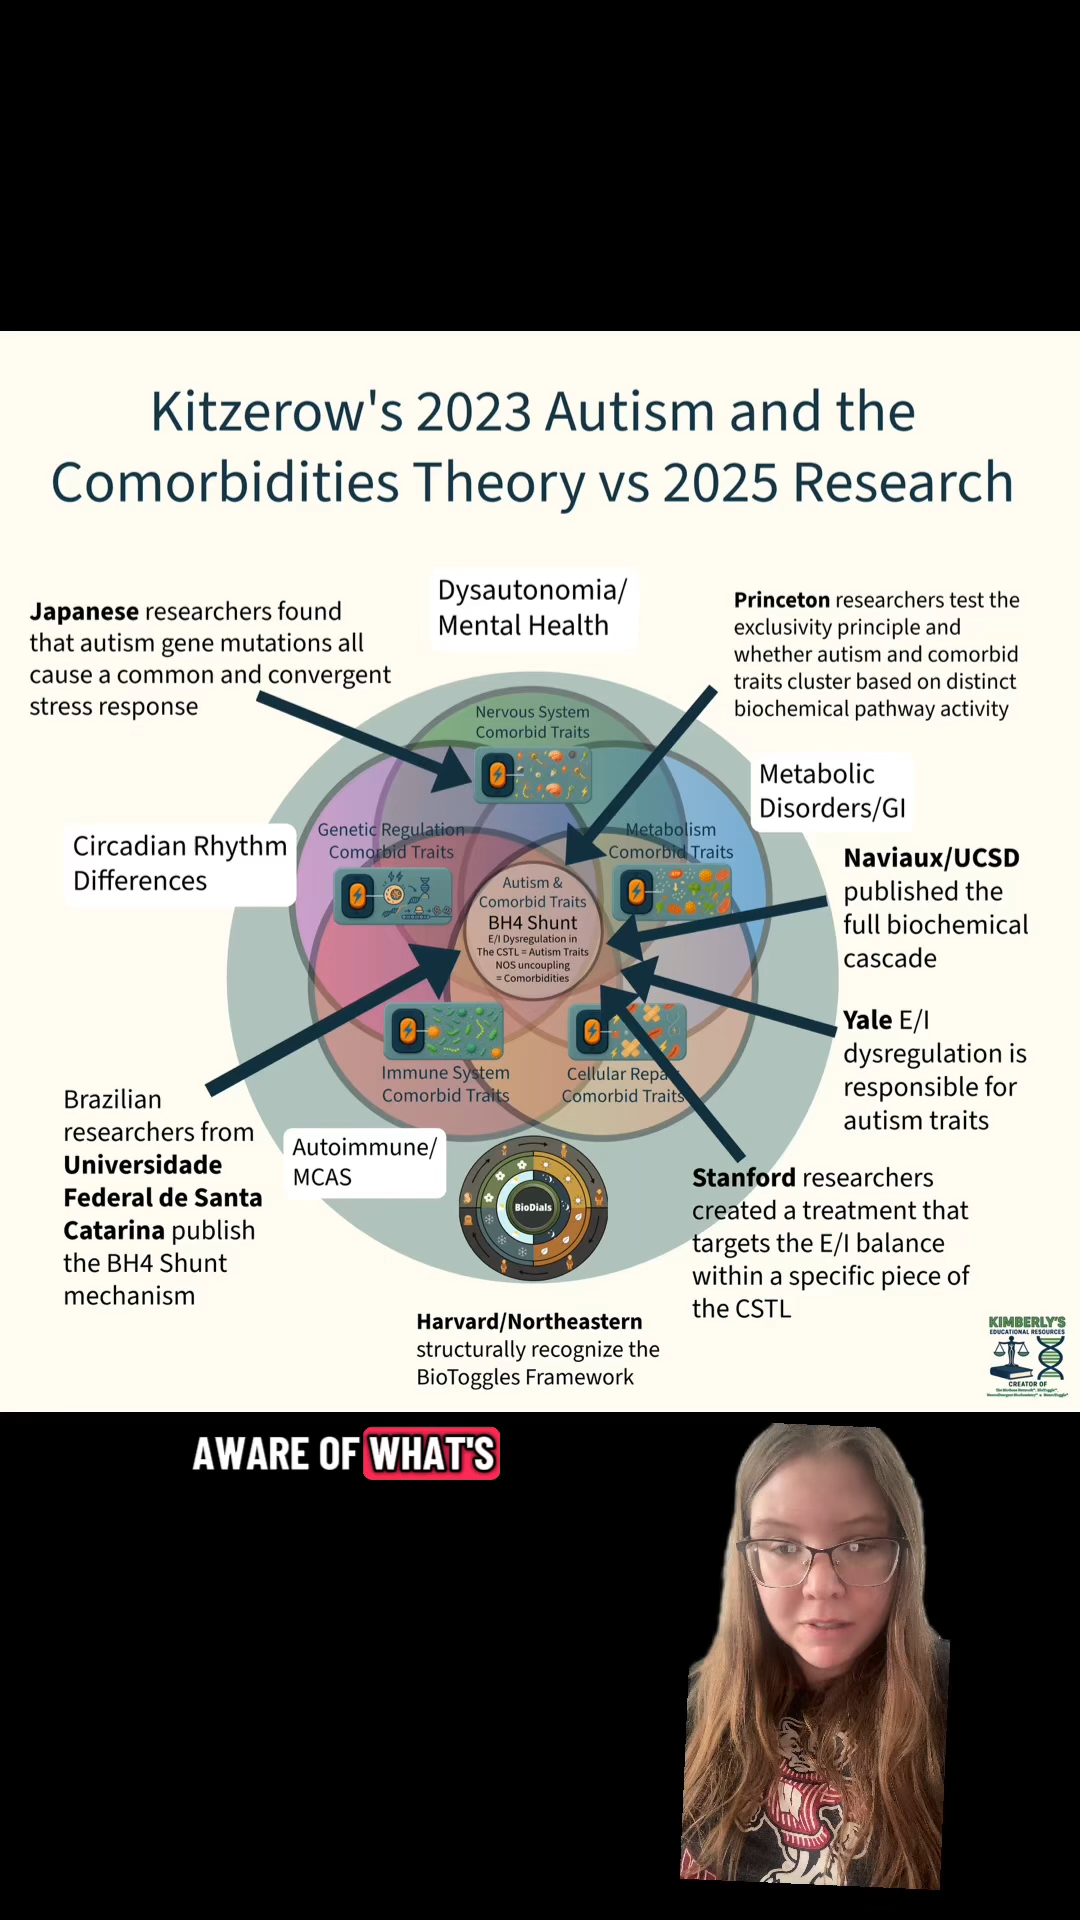 Kitzerow's 2023 Autism and the
Comorbidities Theory vs 2025 Research
Dysautonomia/
Mental Health
Japanese researchers found
that autism gene mutations all
cause a common and convergent
stress response
Princeton researchers test the
exclusivity principle and
whether autism and comorbid
traits cluster based on distinct
biochemical pathway activity
Nervous System
Comorbid Traits
Metabolic
Disorders/GI
Circadian Rhythm
Differences
Genetic Regulation
Comorbid Traits
Metabolism
Comorbid Traits
Naviaux/UCSD
published the
full biochemical
cascade
Autism &
Comorbid Traits
BH4 Shunt
E/I Dysregulation in
The CSTL = Autism Traits
NOS uncoupling
= Comorbidities
Yale E/I
dysregulation is
responsible for
autism traits
Immune System
Comorbid Traits
Cellular Repair
Comorbid Traits
Brazilian
researchers from
Universidade
Federal de Santa
Catarina publish
the BH4 Shunt
mechanism
Autoimmune/
MCAS
BioDials
Stanford researchers
created a treatment that
targets the E/I balance
within a specific piece of
the CSTL
Harvard/Northeastern
structurally recognize the
BioToggles Framework
KIMBERLY'S
EDUCATIONAL RESOURCES
CREATOR OF
AWARE OF WHAT'S
W